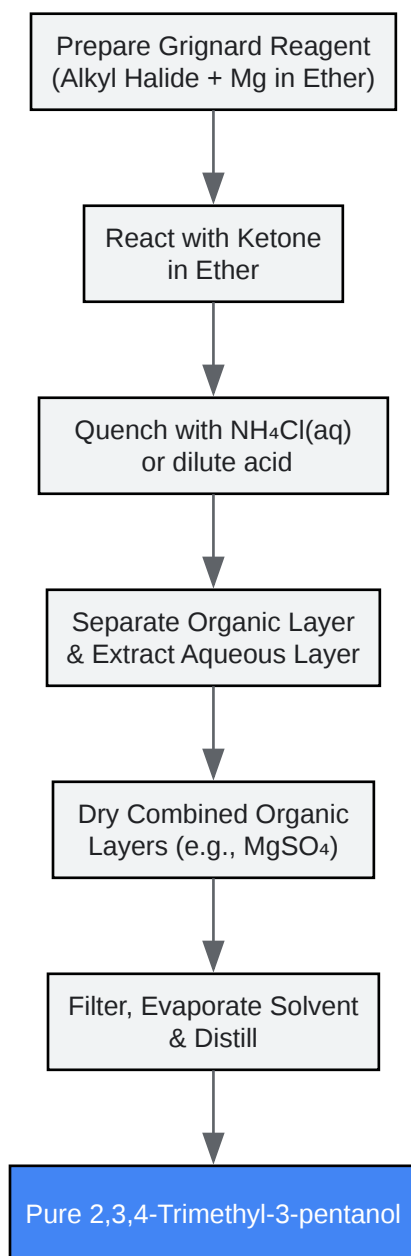 Prepare Grignard Reagent
(Alkyl Halide + Mg in Ether)
React with Ketone
in Ether
Quench with NH₄Cl(aq)
or dilute acid
Separate Organic Layer
& Extract Aqueous Layer
Dry Combined Organic
Layers (e.g., MgSO₄)
Filter, Evaporate Solvent
& Distill
Pure 2,3,4-Trimethyl-3-pentanol